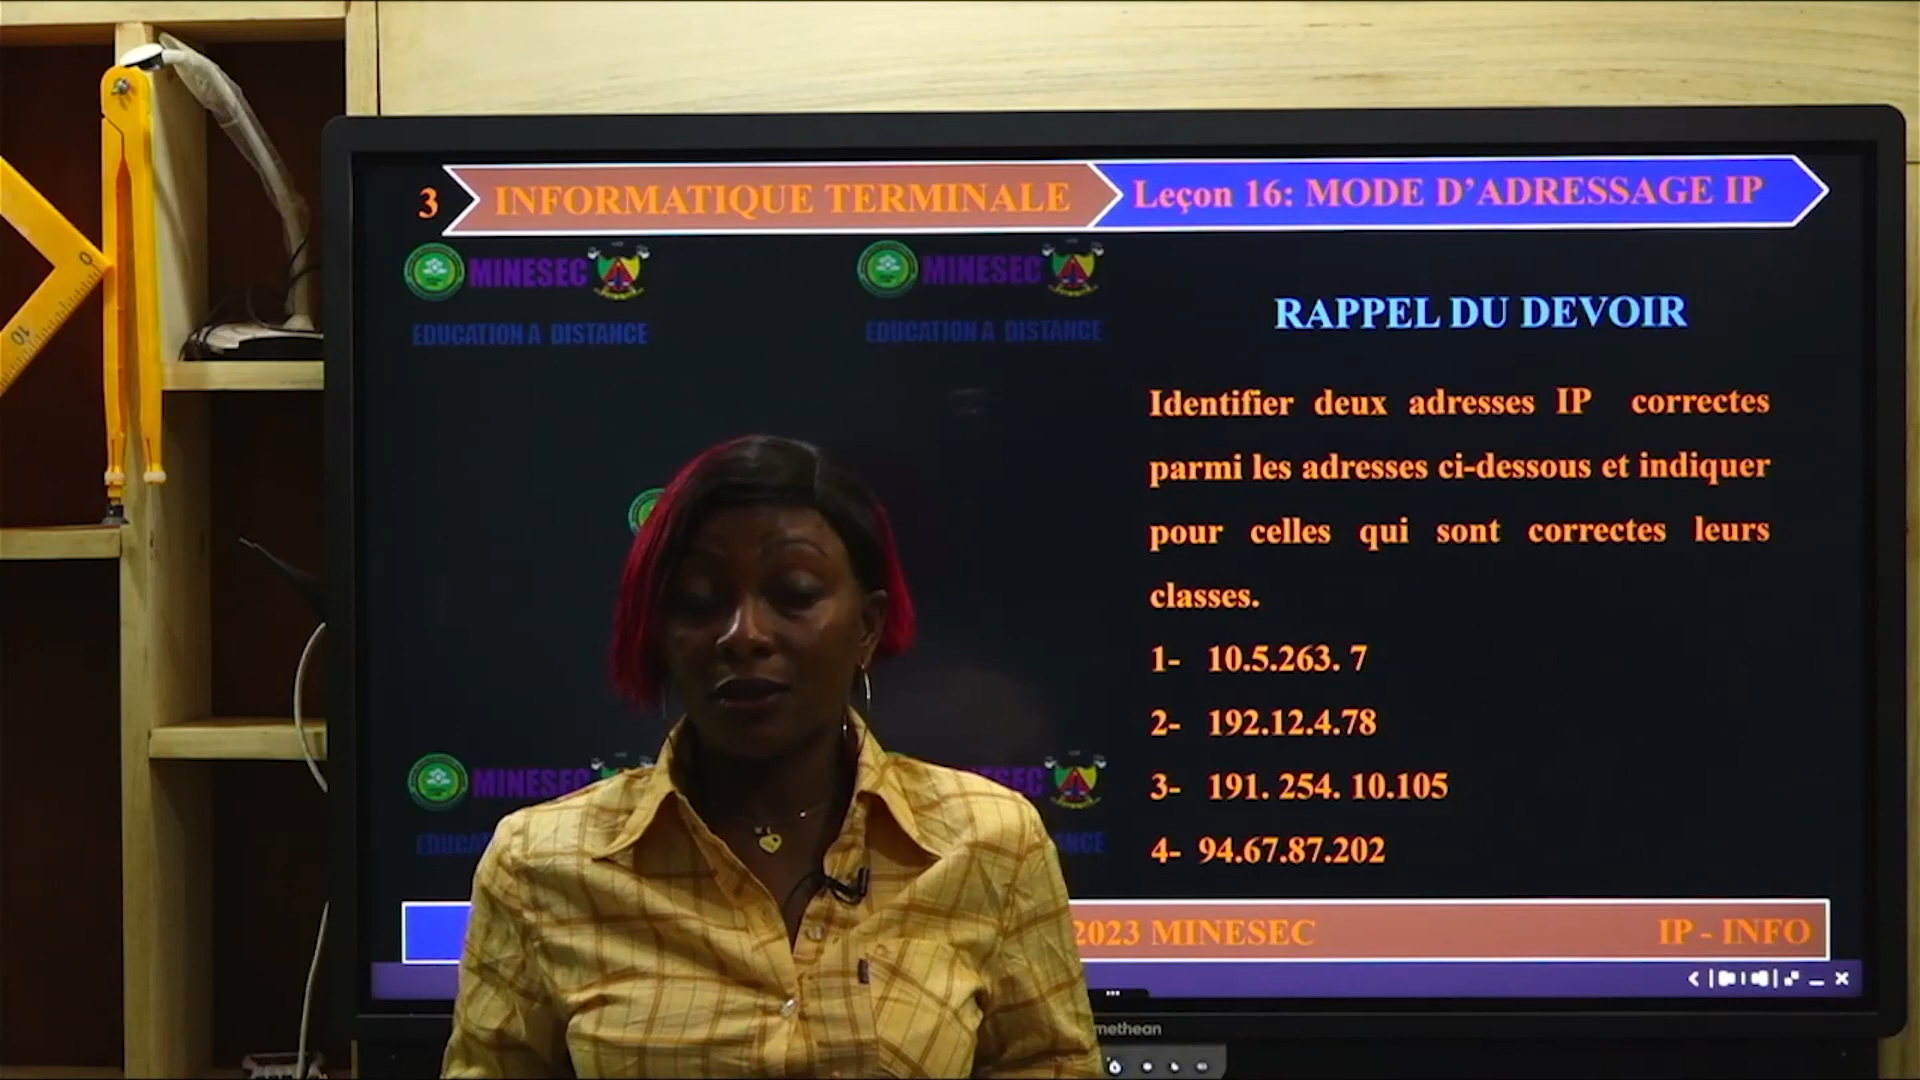 3 INFORMATIQUE TERMINALE Leçon 16: MODE D'ADRESSAGE IP
MINESEC MINESEC
EDUCATION A DISTANCE EDUCATION A DISTANCE
RAPPEL DU DEVOIR
Identifier deux adresses IP correctes
parmi les adresses ci-dessous et indiquer
pour celles qui sont correctes leurs
classes.
1- 10.5.263. 7
2- 192.12.4.78
3- 191. 254. 10.105
4- 94.67.87.202
MINESEC
2023 MINESEC IP - INFO
0
10